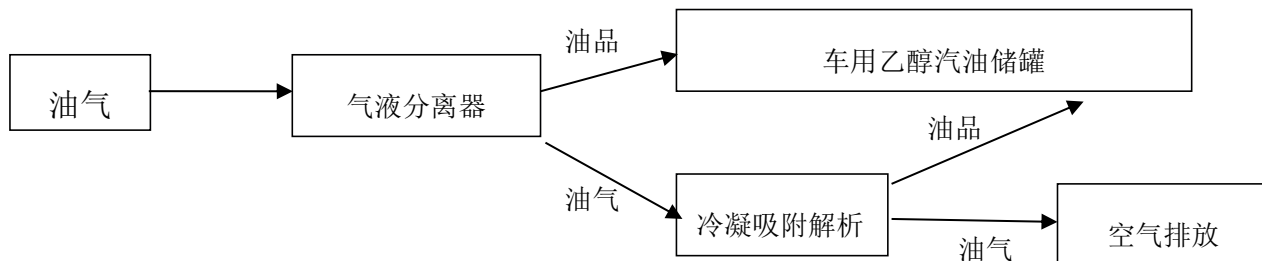 油品
车用乙醇汽油储罐
油气
气液分离器
油品
油气
冷凝吸附解析
油气
空气排放